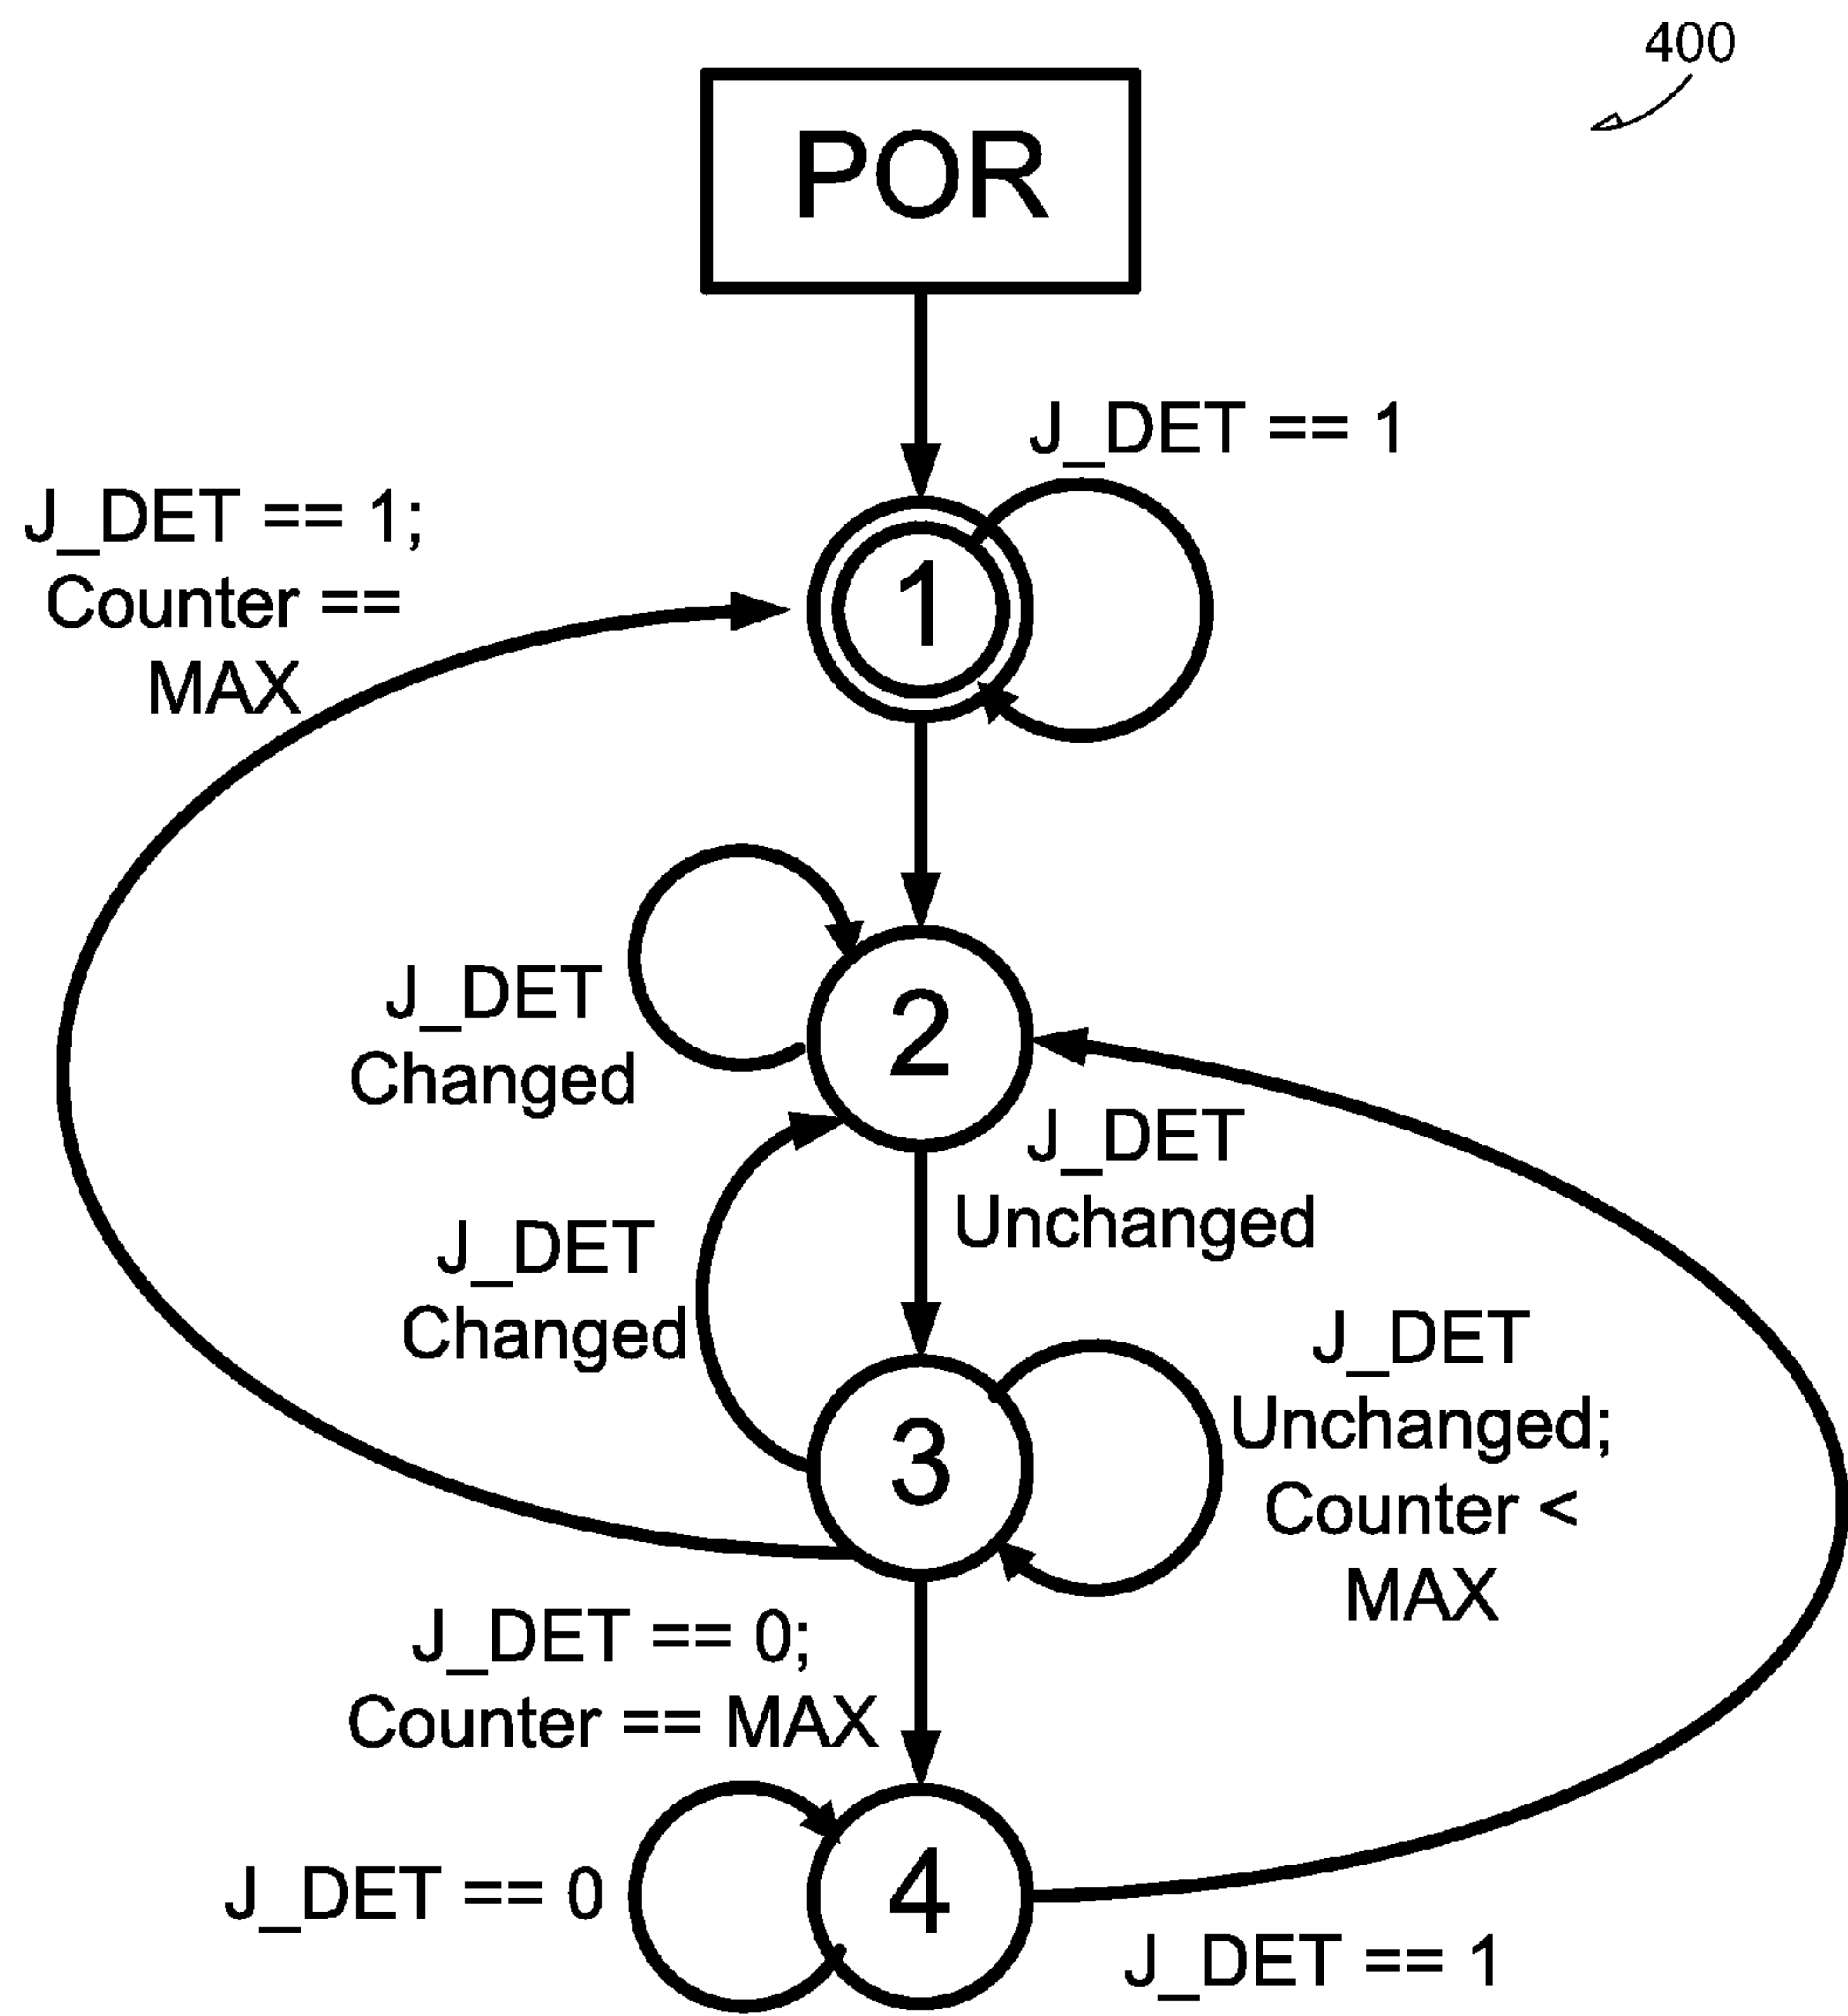 400
POR
J_DET == 1
J_DET == 1;
Counter ==
MAX
1
J_DET
Changed
2
J_DET
Unchanged
J_DET
Changed
J_DET
Unchanged;
Counter <
MAX
3
J_DET == 0;
Counter == MAX
J_DET == 0
4
J_DET == 1